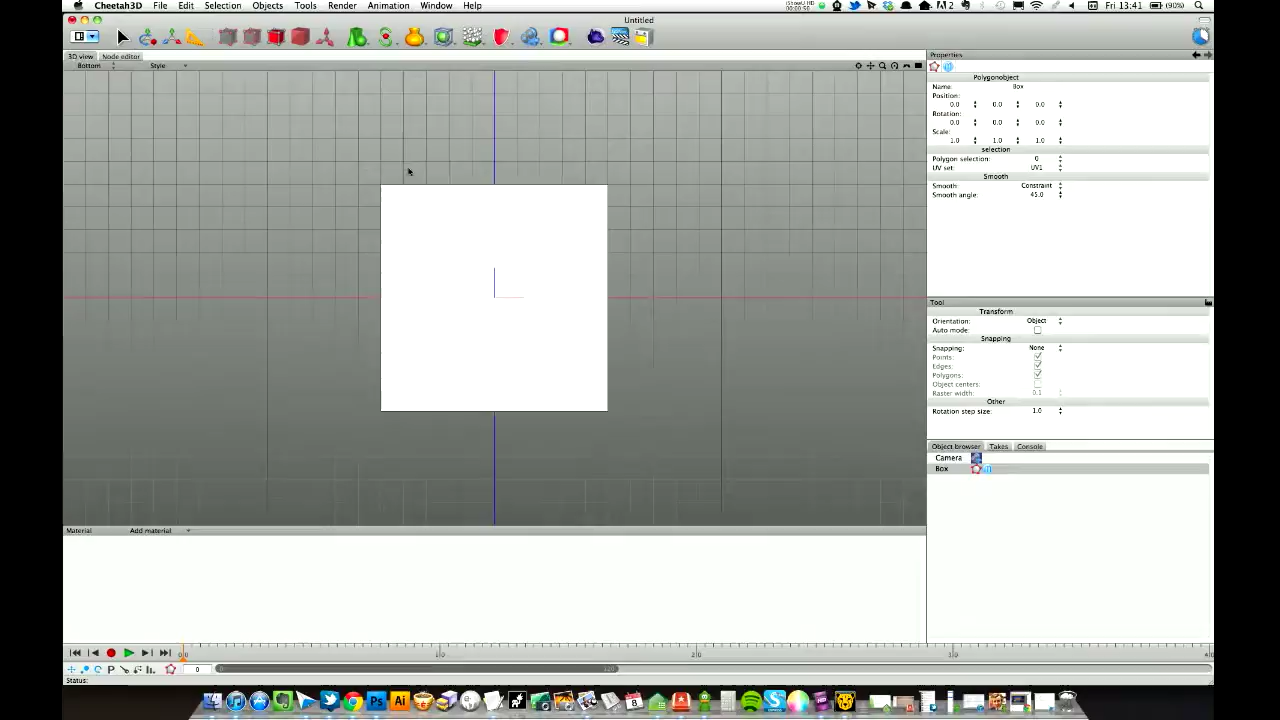 Cheetah3D File Edit Selection Objects Tools Render Animation Window Help
Fri 13:41 (90%)
Untitled
3D view Node editor
Bottom Style
Properties
Polygonobject
Name: Box
Position:
0.0 0.0 0.0
Rotation:
0.0 0.0 0.0
Scale:
1.0 1.0 1.0
selection
Polygon selection: 0
UV set: UV1
Smooth
Smooth: Constraint
Smooth angle: 45.0
Tool
Transform
Orientation: Object
Auto mode:
Snapping
Snapping: None
Points:
Edges:
Polygons:
Object centers:
Raster width: 0.1
Other
Rotation step size: 1.0
Object browser Takes Console
Camera
Box
Material Add material
0
Status: